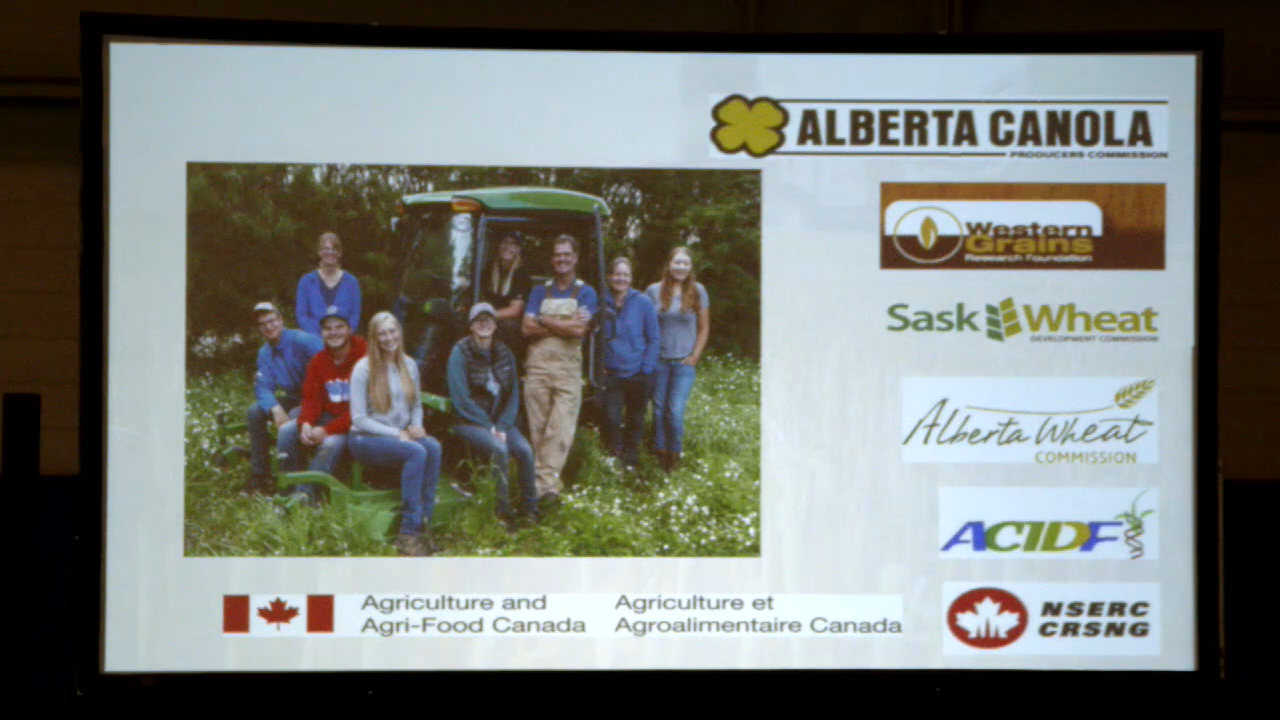 ALBERTA CANOLA
PRODUCERS COMMISSION
Western
Grains
Research Foundation
Sask Wheat
DEVELOPMENT COMMISSION
Alberta Wheat
COMMISSION
ACIDF
Agriculture and
Agri-Food Canada
Agriculture et
Agroalimentaire Canada
NSERC
CRSNG